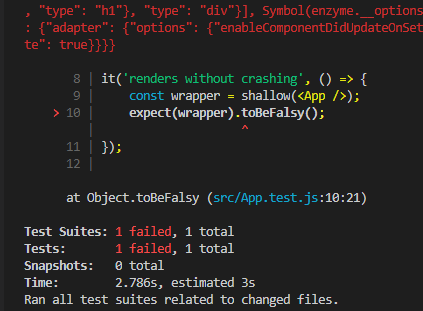 , "type": "h1"}, "type": "div"}], Symbol(enzyme.__options
: {"adapter": {"options": {"enableComponentDidUpdateOnSet
te": true}}}}
8 | it('renders without crashing', () => {
9 |     const wrapper = shallow(<App />);
> 10 |     expect(wrapper).toBeFalsy();
|                     ^
11 | });
12 |
at Object.toBeFalsy (src/App.test.js:10:21)
Test Suites: 1 failed, 1 total
Tests:       1 failed, 1 total
Snapshots:   0 total
Time:        2.786s, estimated 3s
Ran all test suites related to changed files.